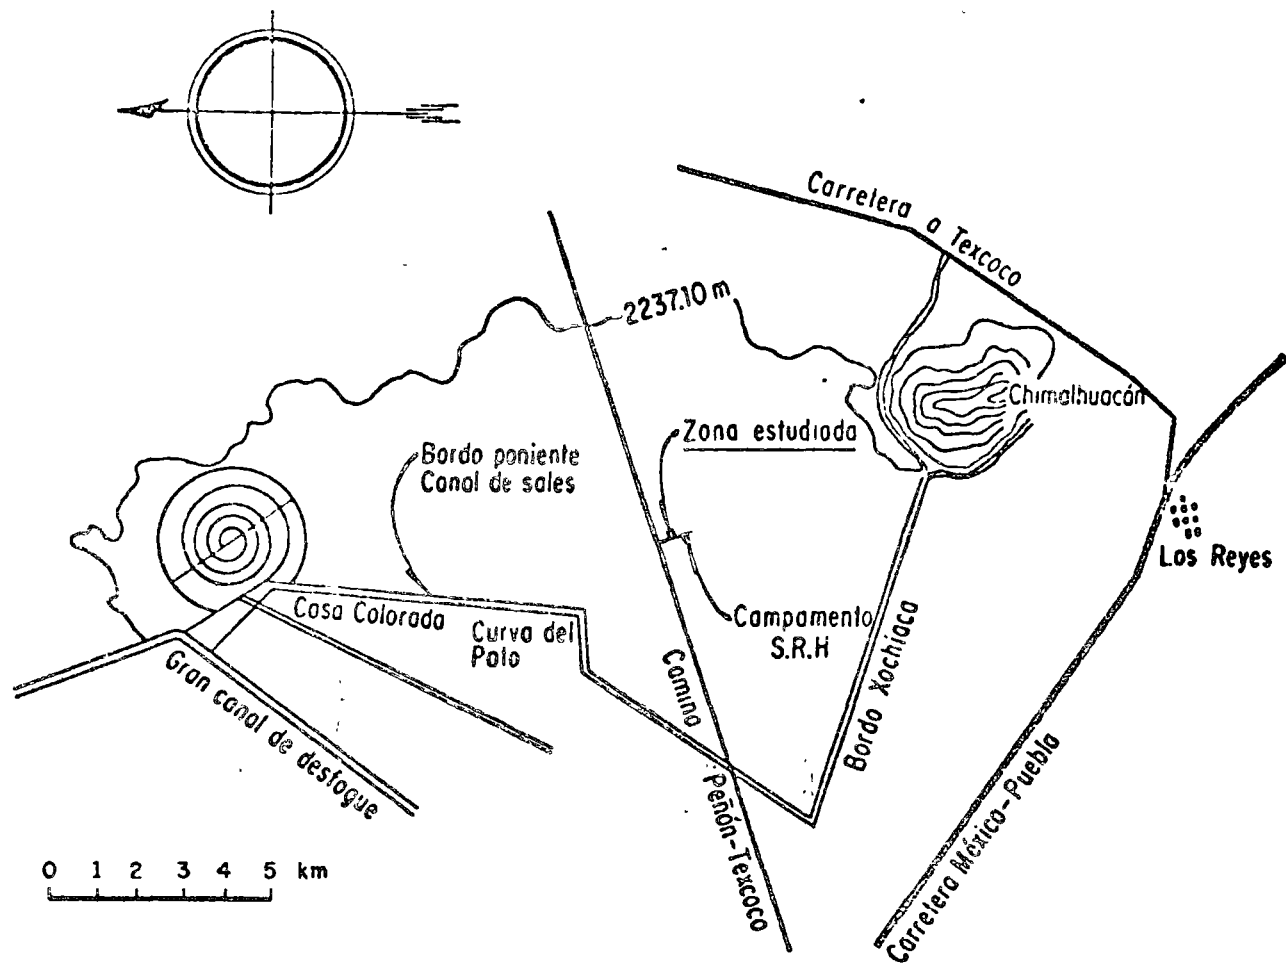 Carretera a Texcoco
2237.10 m
Chimalhuacán
Zona estudiada
Bordo poniente
Canal de sales
Los Reyes
Casa Colorada
Curva del
Pato
Campamento
S.R.H
Camino Peñón-Texcoco
Bordo Xochiaca
Gran canal de desfogue
Carretera México-Puebla
0 1 2 3 4 5 km